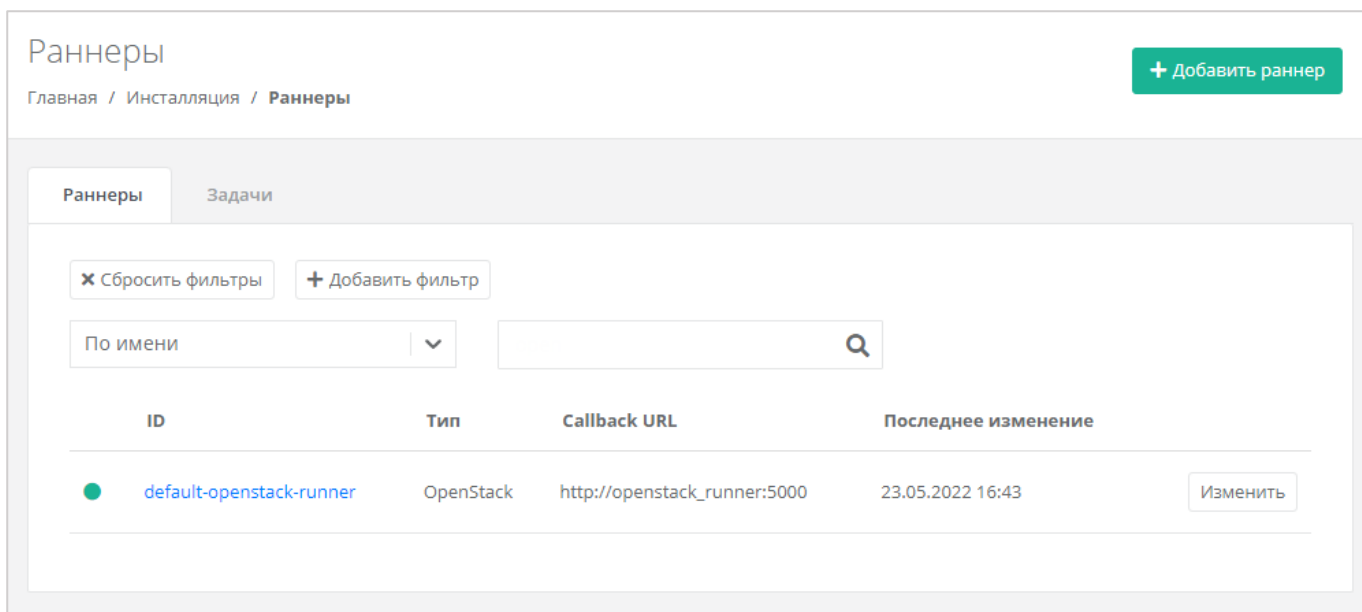 Раннеры
+ Добавить раннер
Главная / Инсталляция / Раннеры
Раннеры Задачи
× Сбросить фильтры + Добавить фильтр
По имени
ID Тип Callback URL Последнее изменение
default-openstack-runner OpenStack http://openstack_runner:5000 23.05.2022 16:43 Изменить